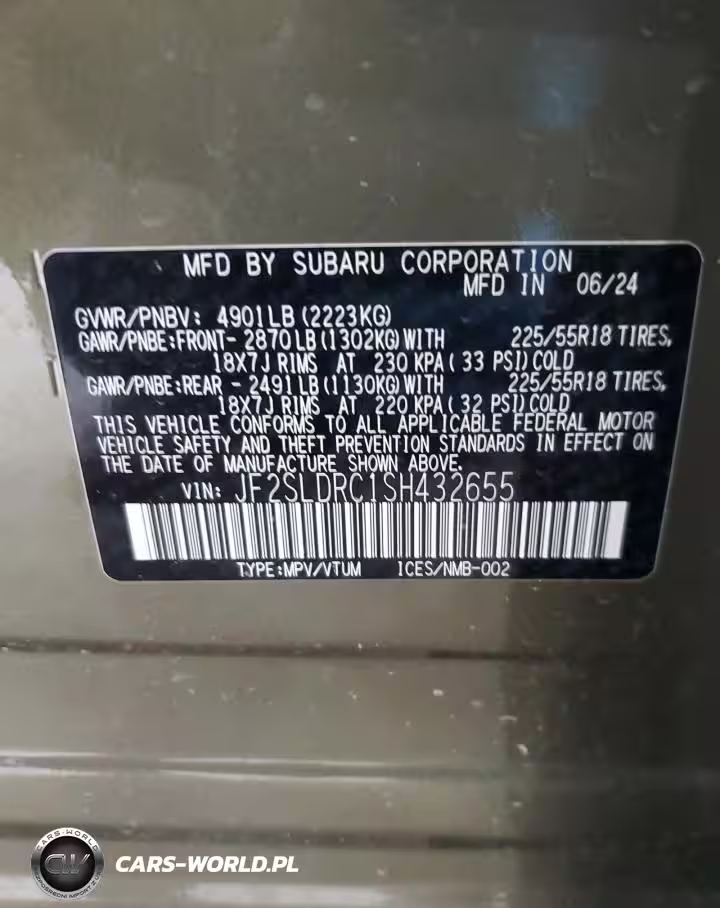 MFD BY SUBARU CORPORATION
MFD IN 06/24
GVWR/PNBV: 4901LB(2223KG)
GAWR/PNBE:FRONT- 2870LB(1302KG)WITH 225/55R18 TIRES,
18X7J RIMS AT 230 KPA( 33 PSI)COLD
GAWR/PNBE:REAR - 2491LB(1130KG)WITH 225/55R18 TIRES,
18X7J RIMS AT 220 KPA( 32 PSI)COLD
THIS VEHICLE CONFORMS TO ALL APPLICABLE FEDERAL MOTOR
VEHICLE SAFETY AND THEFT PREVENTION STANDARDS IN EFFECT ON
THE DATE OF MANUFACTURE SHOWN ABOVE.
VIN: JF2SLDRC1SH432655
TYPE:MPV/VTUM ICES/NMB-002
CARS-WORLD
CW
CARS-WORLD.PL